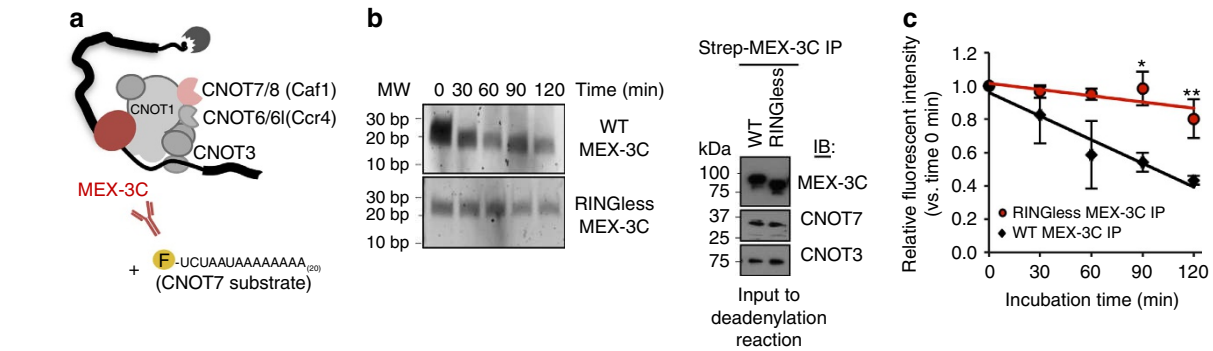 a
CNOT1
CNOT7/8 (Caf1)
CNOT6/6l(Ccr4)
CNOT3
MEX-3C
+
F
-UCUAAUAAAAAAAA(20)
(CNOT7 substrate)
b
MW 0 30 60 90 120 Time (min)
30 bp
20 bp
10 bp
WT
MEX-3C
30 bp
20 bp
10 bp
RINGless
MEX-3C
Strep-MEX-3C IP
WT
RINGless
kDa
IB:
100
75
MEX-3C
37
25
CNOT7
75
CNOT3
Input to
deadenylation
reaction
c
Relative fluorescent intensity
(vs. time 0 min)
1.2
1.0
0.8
0.6
0.4
0.2
0.0
*
**
RINGless MEX-3C IP
WT MEX-3C IP
0 30 60 90 120
Incubation time (min)